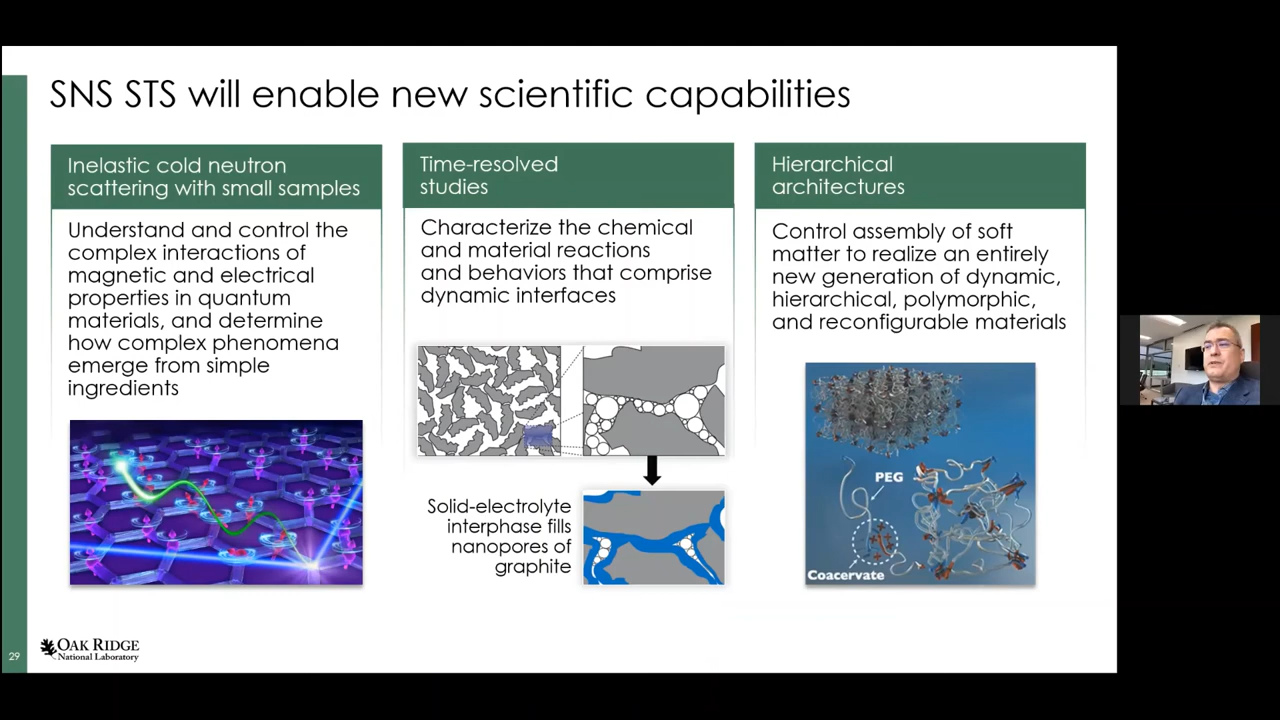 SNS STS will enable new scientific capabilities
Inelastic cold neutron
scattering with small samples
Understand and control the
complex interactions of
magnetic and electrical
properties in quantum
materials, and determine
how complex phenomena
emerge from simple
ingredients
Time-resolved
studies
Characterize the chemical
and material reactions
and behaviors that comprise
dynamic interfaces
Solid-electrolyte
interphase fills
nanopores of
graphite
Hierarchical
architectures
Control assembly of soft
matter to realize an entirely
new generation of dynamic,
hierarchical, polymorphic,
and reconfigurable materials
PEG
Coacervate
29
OAK RIDGE
National Laboratory